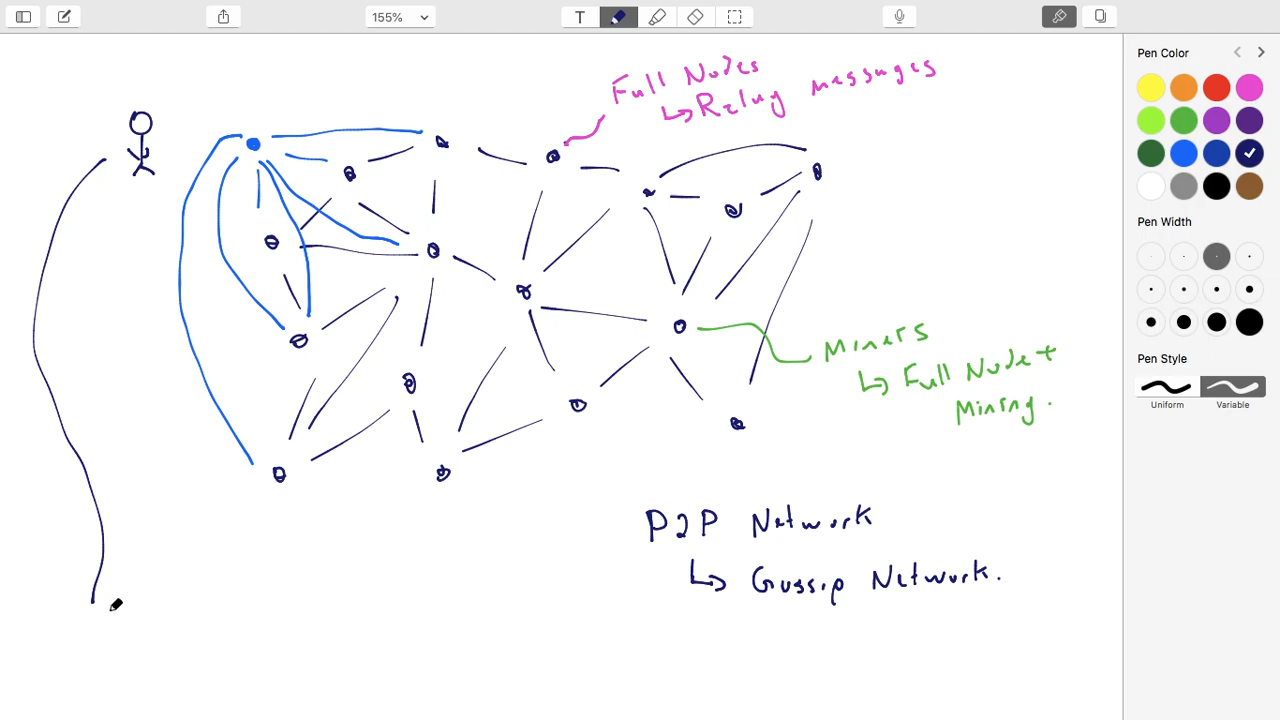 155%
T
Pen Color
Full Nodes
Relay messages
Pen Width
Miners
Full Node +
Mining.
Pen Style
Uniform
Variable
P2P Network
Gossip Network.